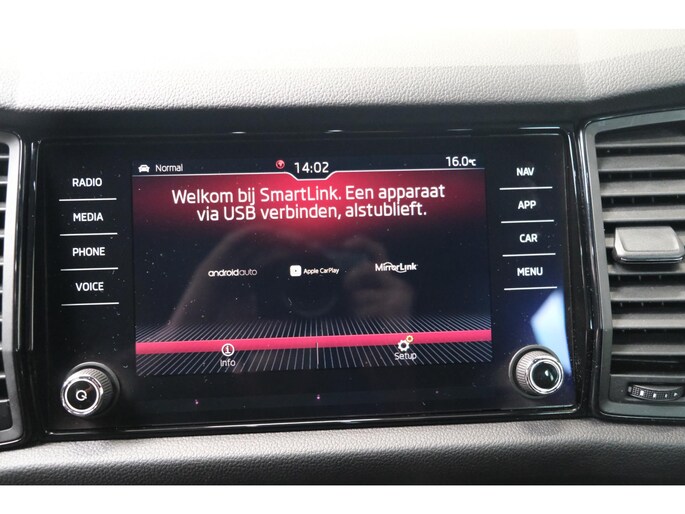 Normal
14:02
16.0°C
RADIO
MEDIA
PHONE
VOICE
Welkom bij SmartLink. Een apparaat
via USB verbinden, alstublieft.
androidauto
Apple CarPlay
MirrorLink
Info
Setup
NAV
APP
CAR
MENU